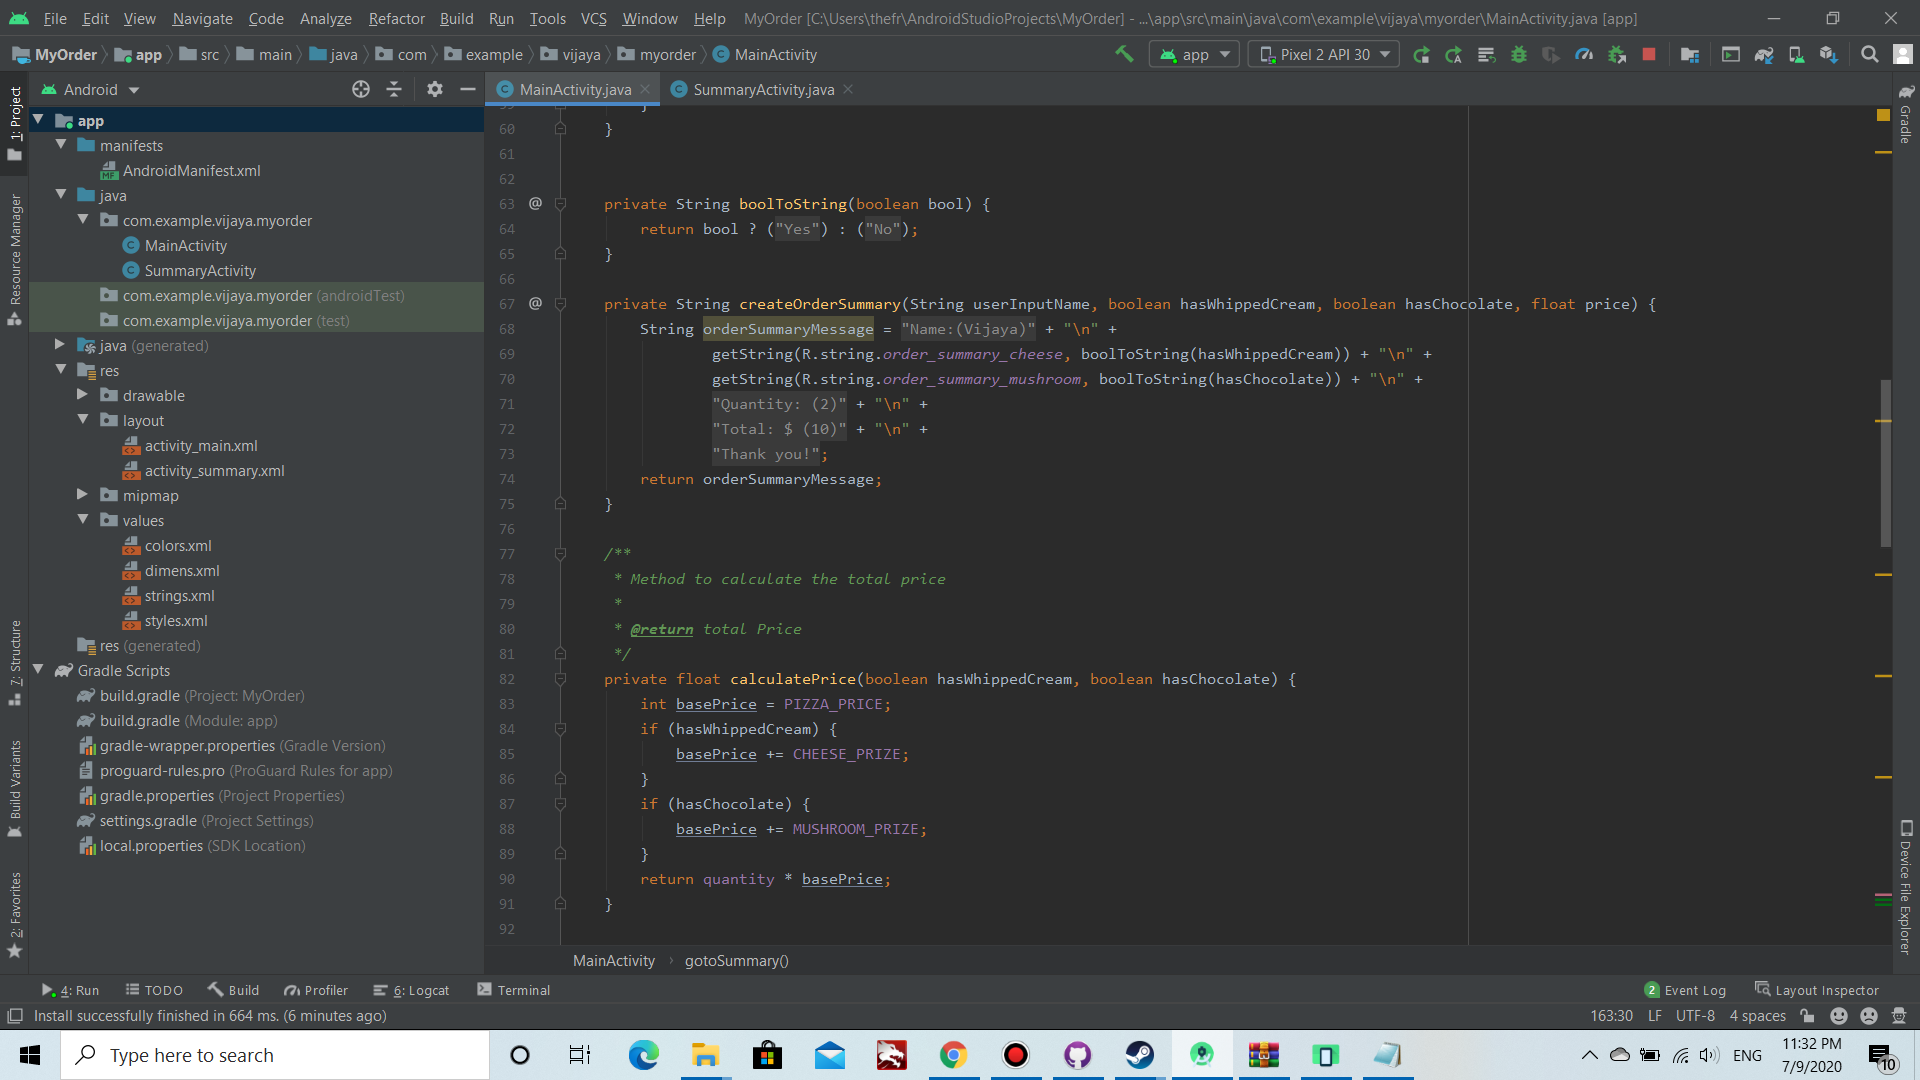 File Edit View Navigate Code Analyze Refactor Build Run Tools VCS Window Help MyOrder [C:\Users\thefr\AndroidStudioProjects\MyOrder] - ...\app\src\main\java\com\example\vijaya\myorder\MainActivity.java [app]
MyOrder app src main java com example vijaya myorder MainActivity app Pixel 2 API 30
Android
MainActivity.java SummaryActivity.java
1: Project
Resource Manager
7: Structure
Build Variants
2: Favorites
app
manifests
AndroidManifest.xml
java
com.example.vijaya.myorder
MainActivity
SummaryActivity
com.example.vijaya.myorder (androidTest)
com.example.vijaya.myorder (test)
java (generated)
res
drawable
layout
activity_main.xml
activity_summary.xml
mipmap
values
colors.xml
dimens.xml
strings.xml
styles.xml
res (generated)
Gradle Scripts
build.gradle (Project: MyOrder)
build.gradle (Module: app)
gradle-wrapper.properties (Gradle Version)
proguard-rules.pro (ProGuard Rules for app)
gradle.properties (Project Properties)
settings.gradle (Project Settings)
local.properties (SDK Location)
59 }
60 }
61
62
63 @ private String boolToString(boolean bool) {
64 return bool ? ("Yes") : ("No");
65 }
66
67 @ private String createOrderSummary(String userInputName, boolean hasWhippedCream, boolean hasChocolate, float price) {
68 String orderSummaryMessage = "Name:(Vijaya)" + "\n" +
69 getString(R.string.order_summary_cheese, boolToString(hasWhippedCream)) + "\n" +
70 getString(R.string.order_summary_mushroom, boolToString(hasChocolate)) + "\n" +
71 "Quantity: (2)" + "\n" +
72 "Total: $ (10)" + "\n" +
73 "Thank you!";
74 return orderSummaryMessage;
75 }
76
77 /**
78 * Method to calculate the total price
79 *
80 * @return total Price
81 */
82 private float calculatePrice(boolean hasWhippedCream, boolean hasChocolate) {
83 int basePrice = PIZZA_PRICE;
84 if (hasWhippedCream) {
85 basePrice += CHEESE_PRIZE;
86 }
87 if (hasChocolate) {
88 basePrice += MUSHROOM_PRIZE;
89 }
90 return quantity * basePrice;
91 }
92
MainActivity gotoSummary()
Gradle
Device File Explorer
4: Run TODO Build Profiler 6: Logcat Terminal 2 Event Log Layout Inspector
Install successfully finished in 664 ms. (6 minutes ago) 163:30 LF UTF-8 4 spaces
Type here to search
ENG
11:32 PM
7/9/2020
10